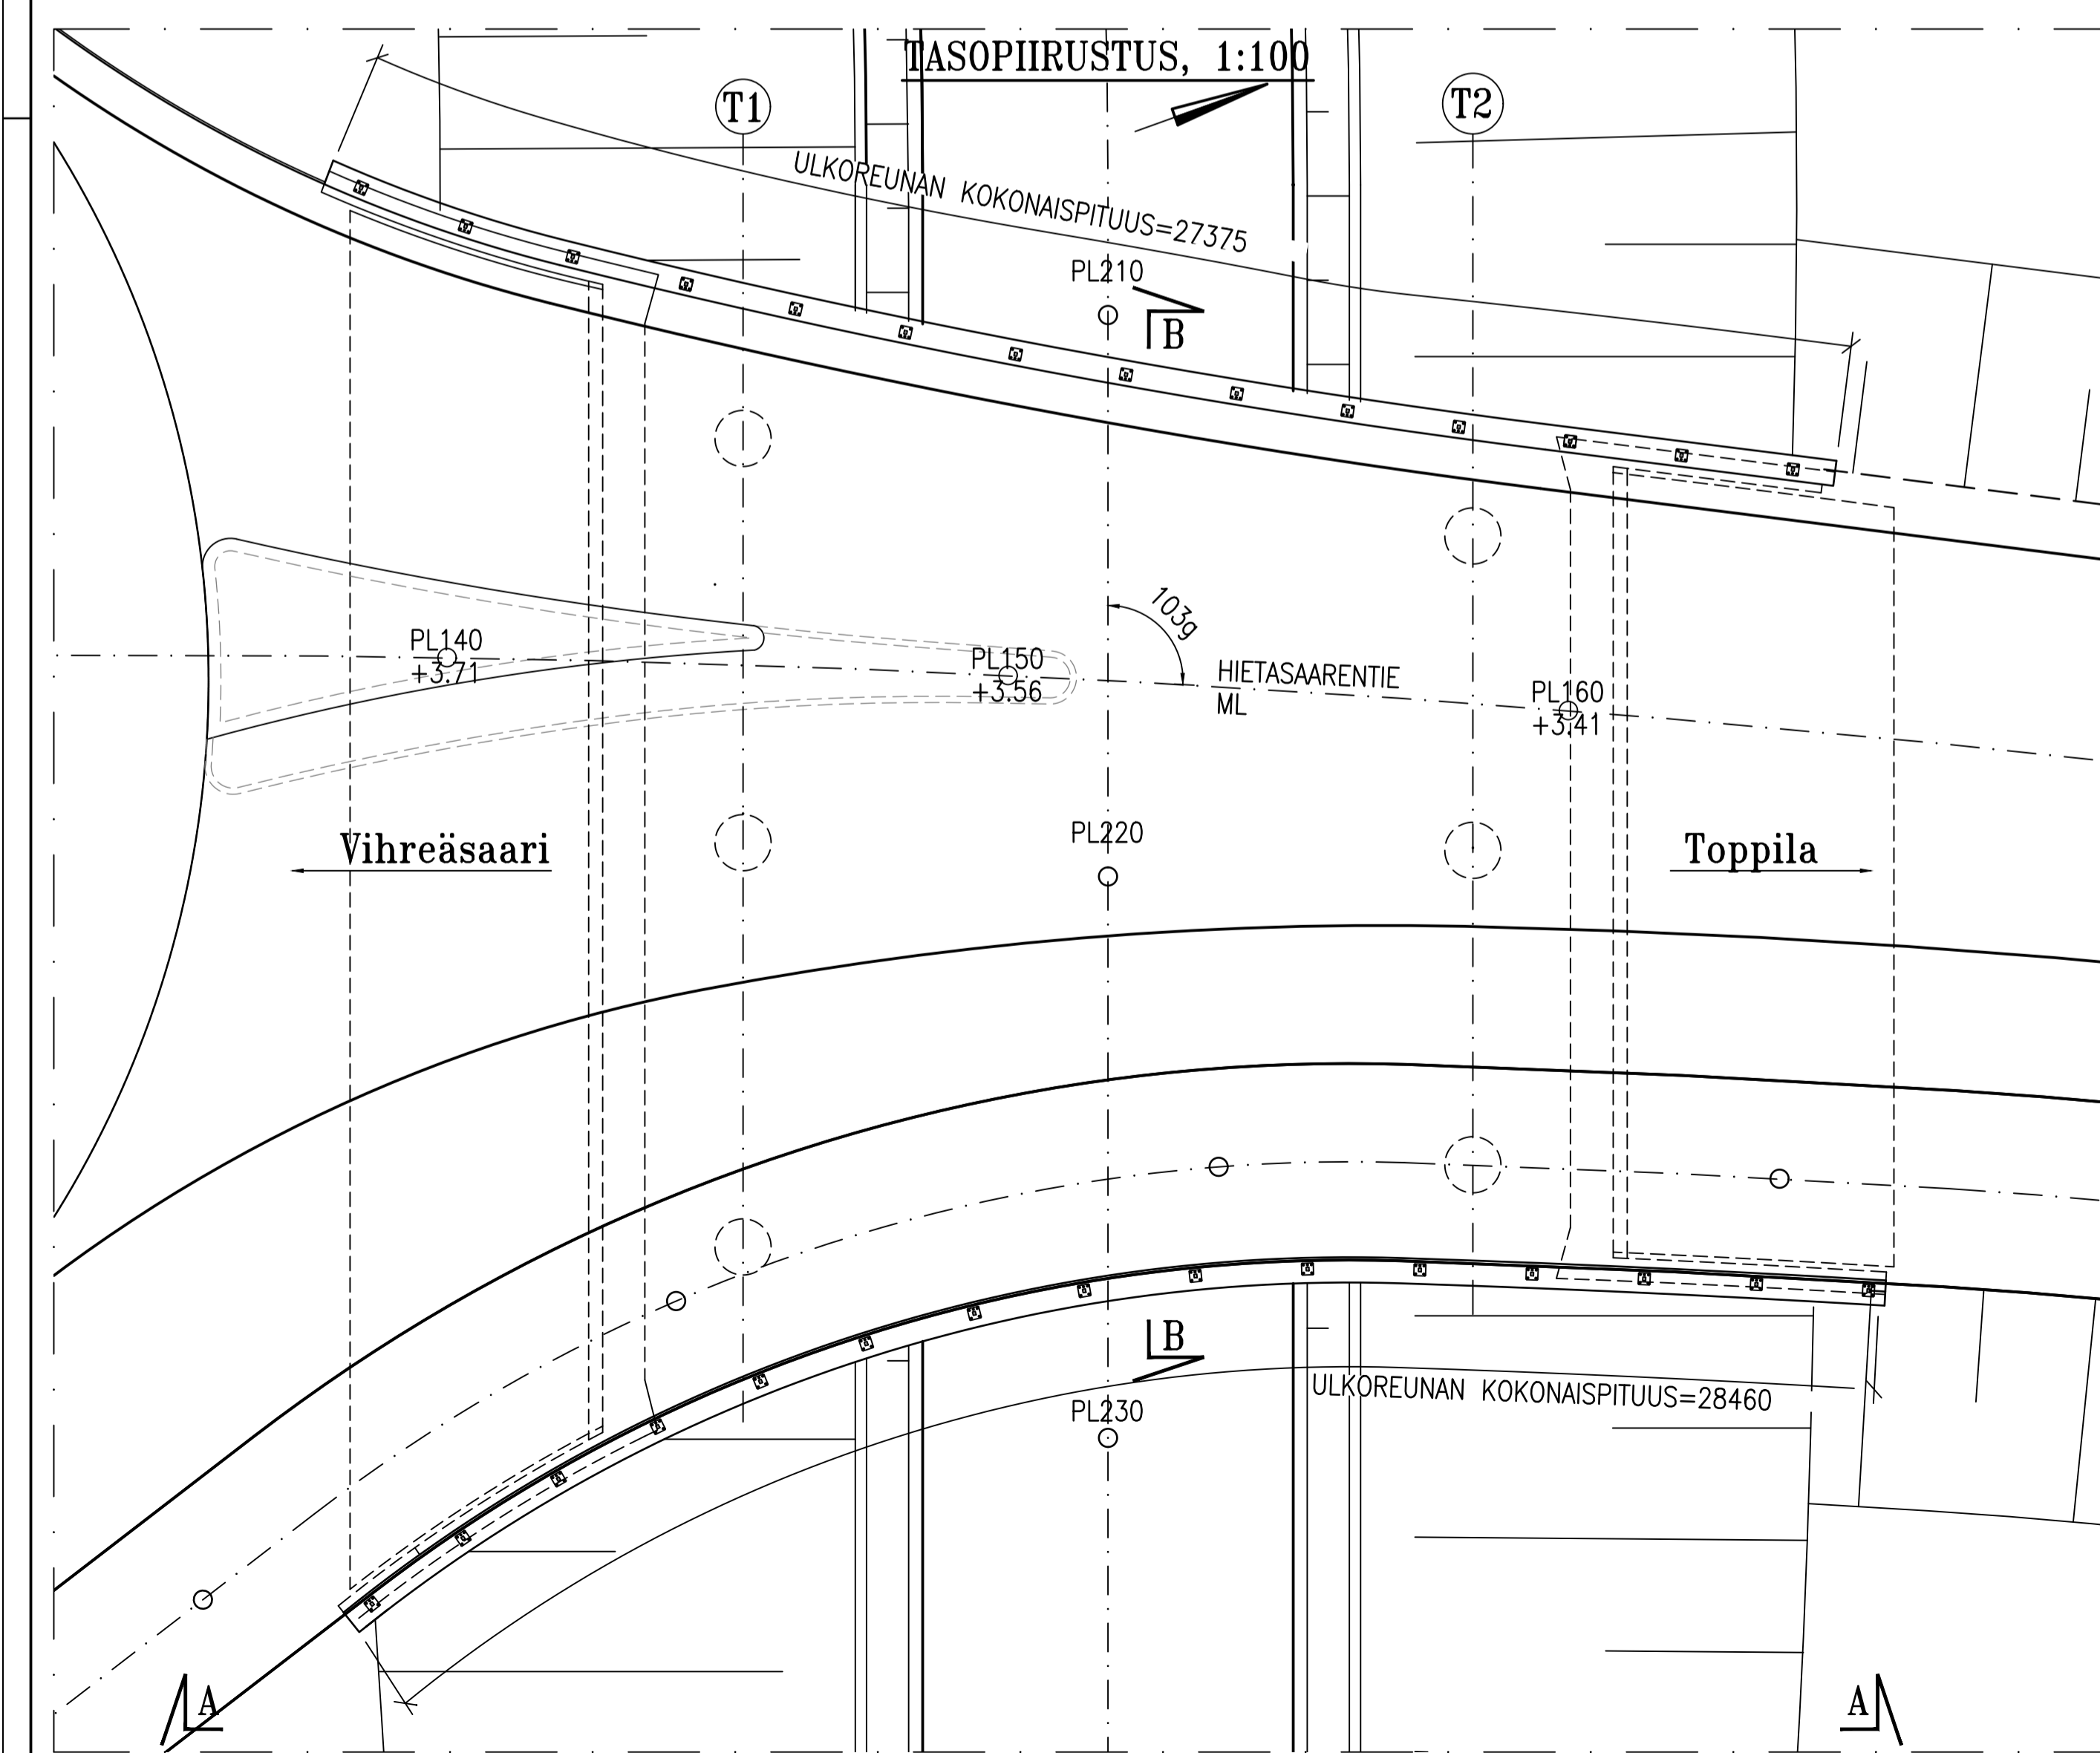 TASOPIIRUSTUS, 1:100
T1
T2
ULKOREUNAN KOKONAISPITUUS=27375
PL210
B
103g
PL140
+3.71
PL150
+3.56
HIETASAARENTIE
ML
PL160
+3.41
PL220
Vihreäsaari
Toppila
B
ULKOREUNAN KOKONAISPITUUS=28460
PL230
A
A